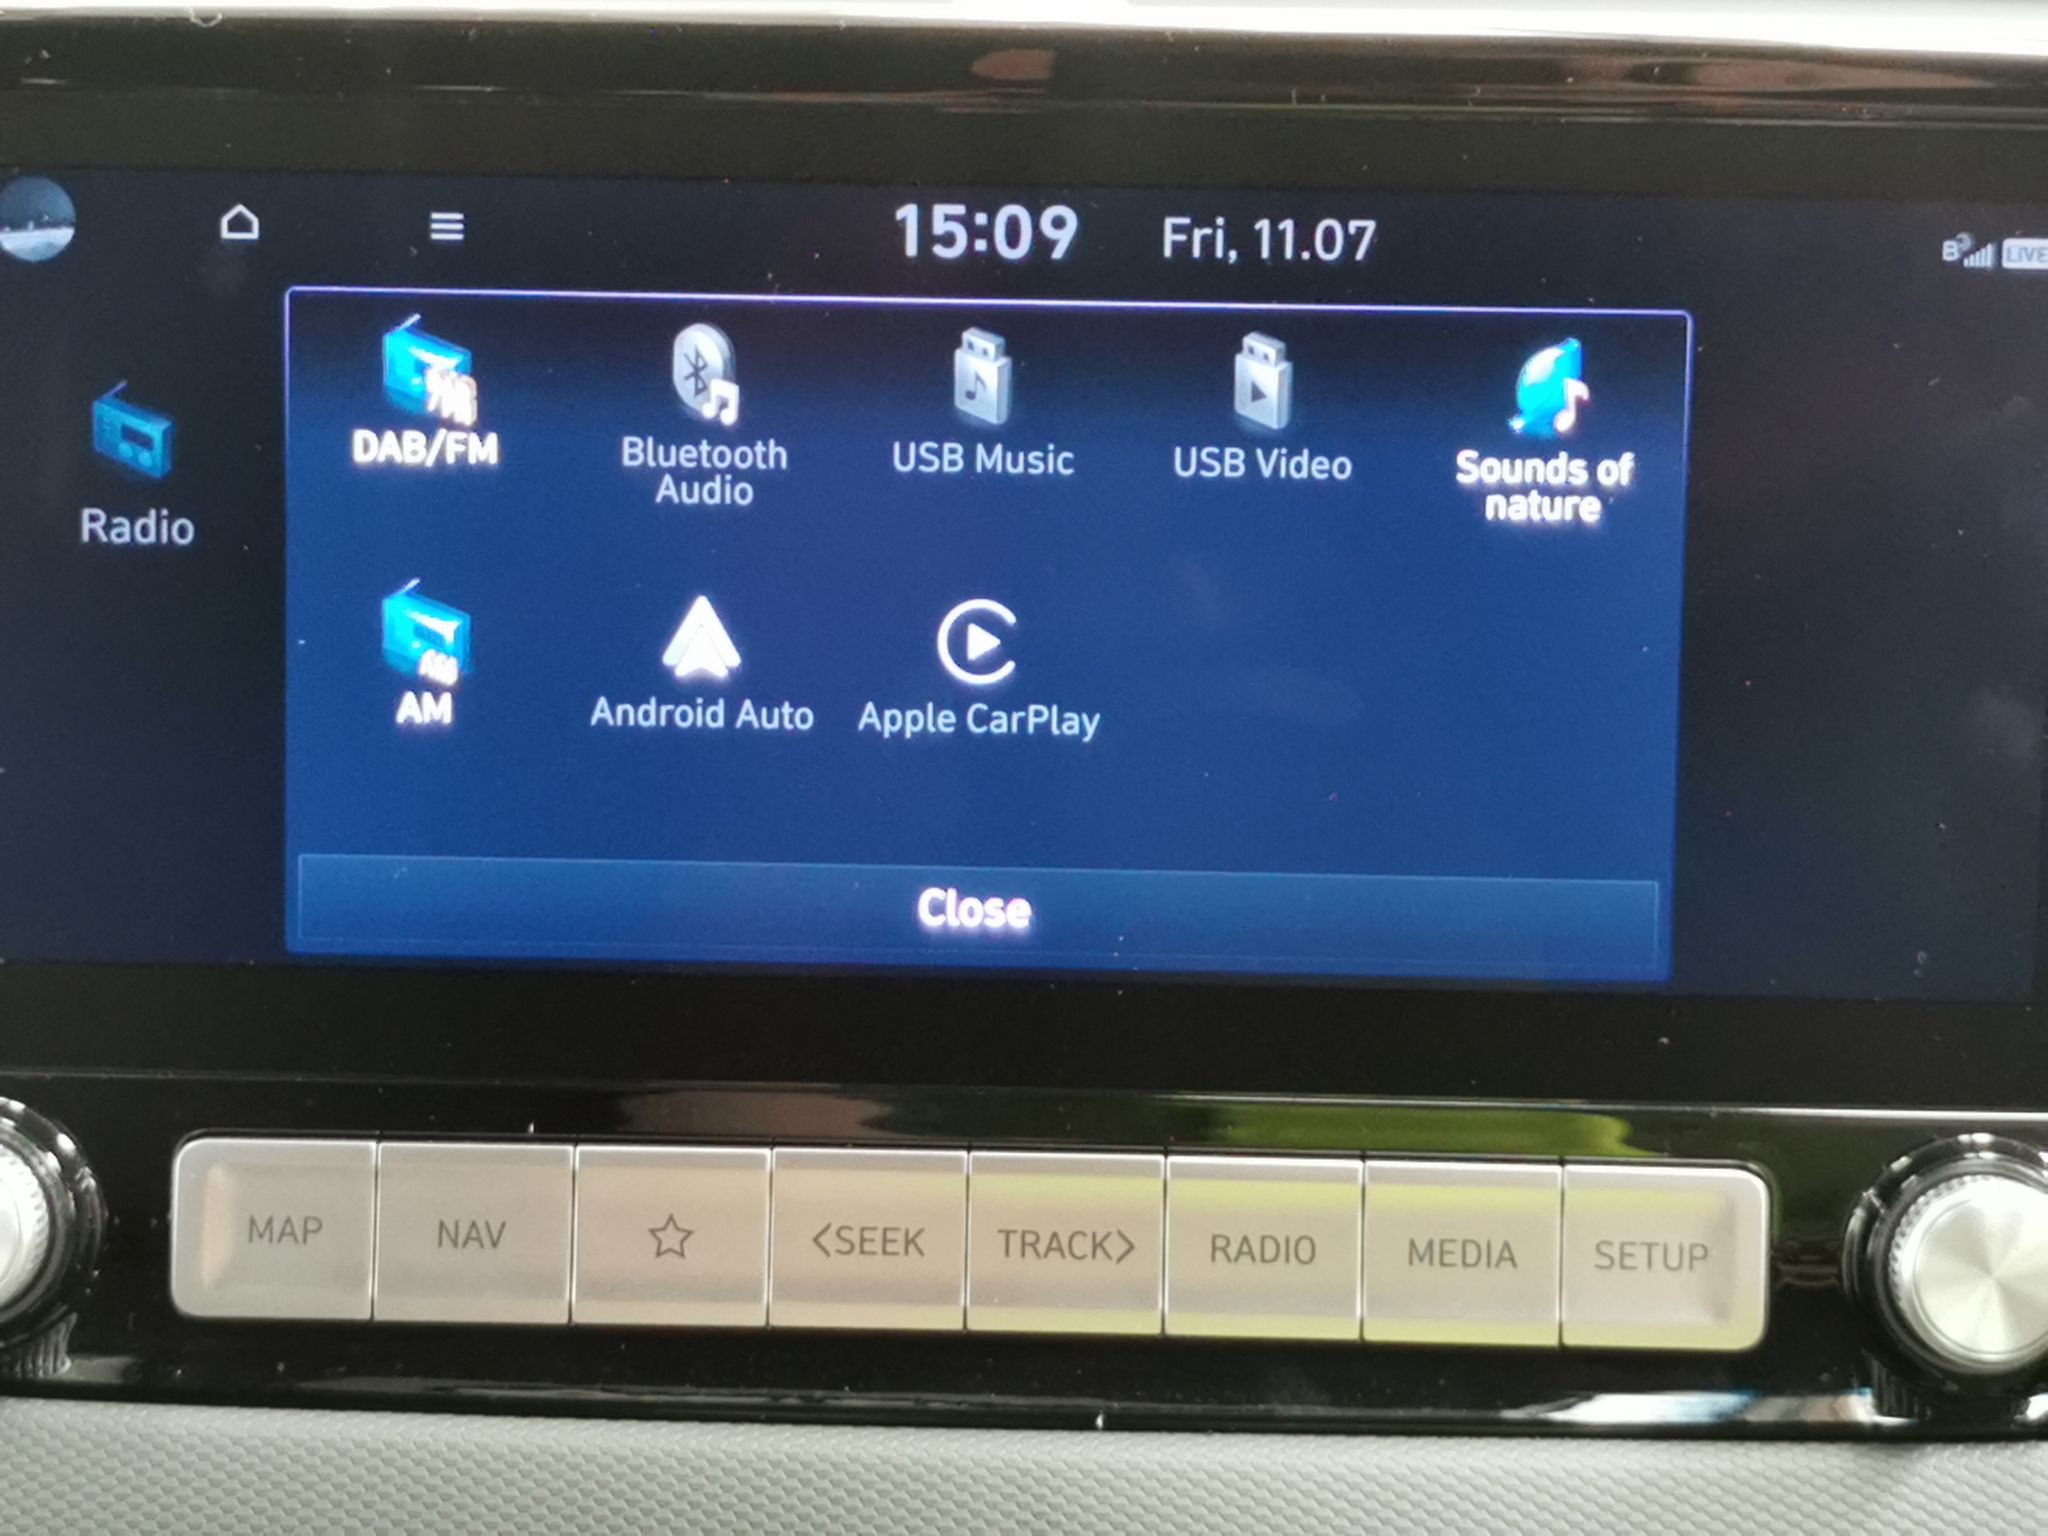 15:09 Fri, 11.07
LIVE
Radio
DAB/FM
Bluetooth
Audio
USB Music
USB Video
Sounds of
nature
AM
AM
Android Auto
Apple CarPlay
Close
MAP
NAV
<SEEK
TRACK>
RADIO
MEDIA
SETUP